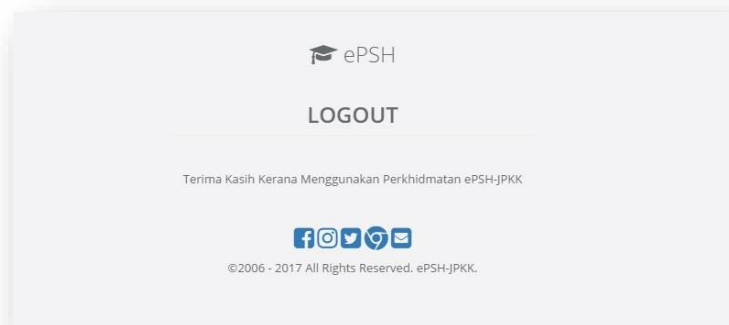 ePSH
LOGOUT
Terima Kasih Kerana Menggunakan Perkhidmatan ePSH-JPKK
©2006 - 2017 All Rights Reserved. ePSH-JPKK.